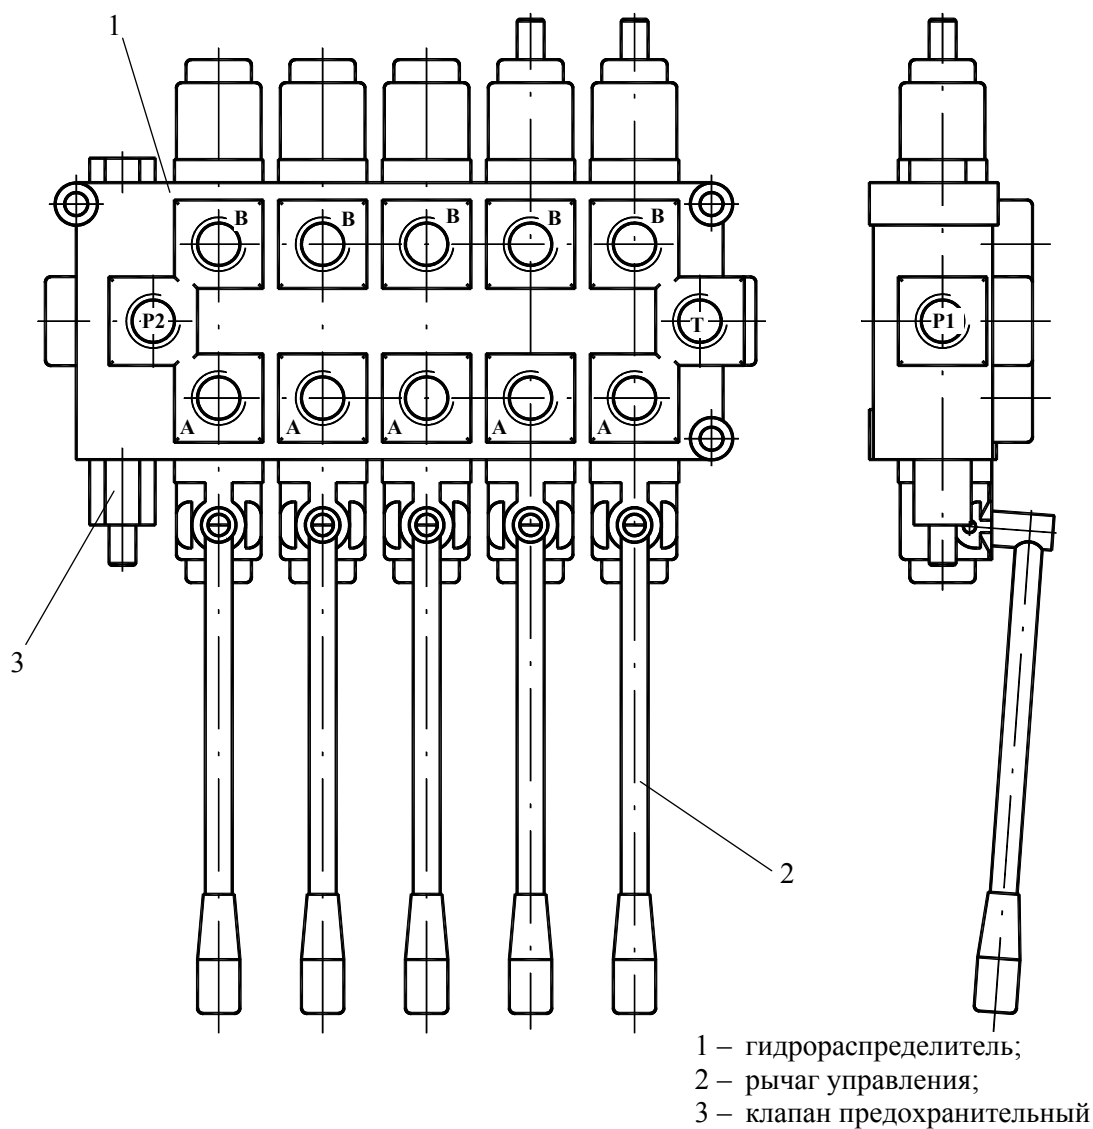 1
B B B B B
P2 T P1
A A A A A
3
2
1 – гидрораспределитель;
2 – рычаг управления;
3 – клапан предохранительный